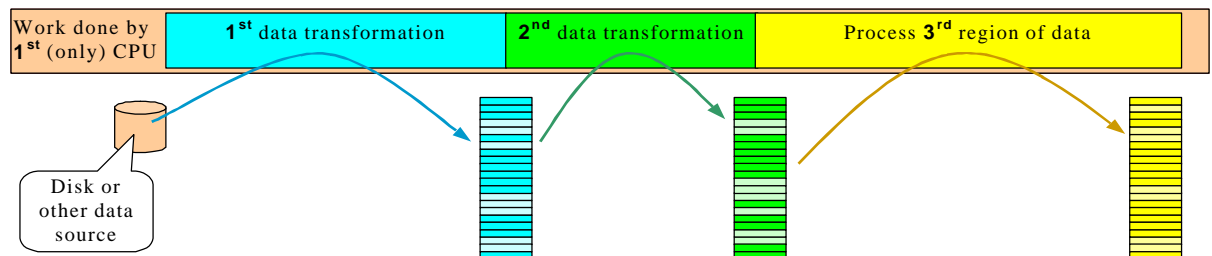 Work done by
1st (only) CPU
1st data transformation
2nd data transformation
Process 3rd region of data
Disk or
other data
source